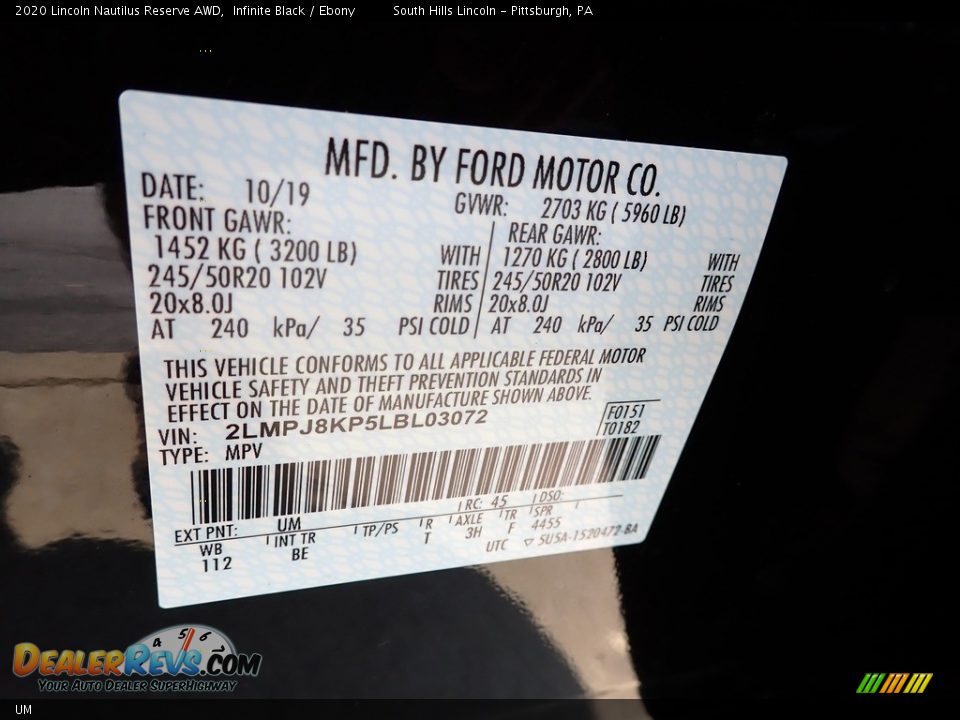 2020 Lincoln Nautilus Reserve AWD, Infinite Black / Ebony South Hills Lincoln - Pittsburgh, PA
MFD. BY FORD MOTOR CO.
DATE: 10/19 GVWR: 2703 KG ( 5960 LB)
FRONT GAWR: REAR GAWR:
1452 KG ( 3200 LB) WITH 1270 KG ( 2800 LB) WITH
245/50R20 102V TIRES 245/50R20 102V TIRES
20x8.0J RIMS 20x8.0J RIMS
AT 240 kPa/ 35 PSI COLD AT 240 kPa/ 35 PSI COLD
THIS VEHICLE CONFORMS TO ALL APPLICABLE FEDERAL MOTOR
VEHICLE SAFETY AND THEFT PREVENTION STANDARDS IN
EFFECT ON THE DATE OF MANUFACTURE SHOWN ABOVE.
VIN: 2LMPJ8KP5LBL03072 F0151
TYPE: MPV T0182
EXT PNT: UM RC: 45 DSO:
WB INT TR TP/PS R AXLE TR SPR
112 BE T 3H F 4455
UTC ▽ 5U5A-1520472-BA
4 5 6
DEALERREVS.COM
YOUR AUTO DEALER SUPERHIGHWAY
UM